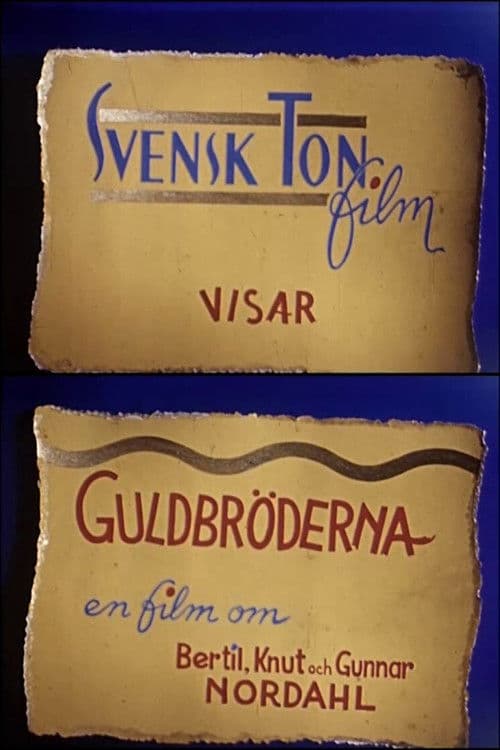 SVENSK TON
film
VISAR
GULDBRÖDERNA
en film om
Bertil, Knut och Gunnar
NORDAHL